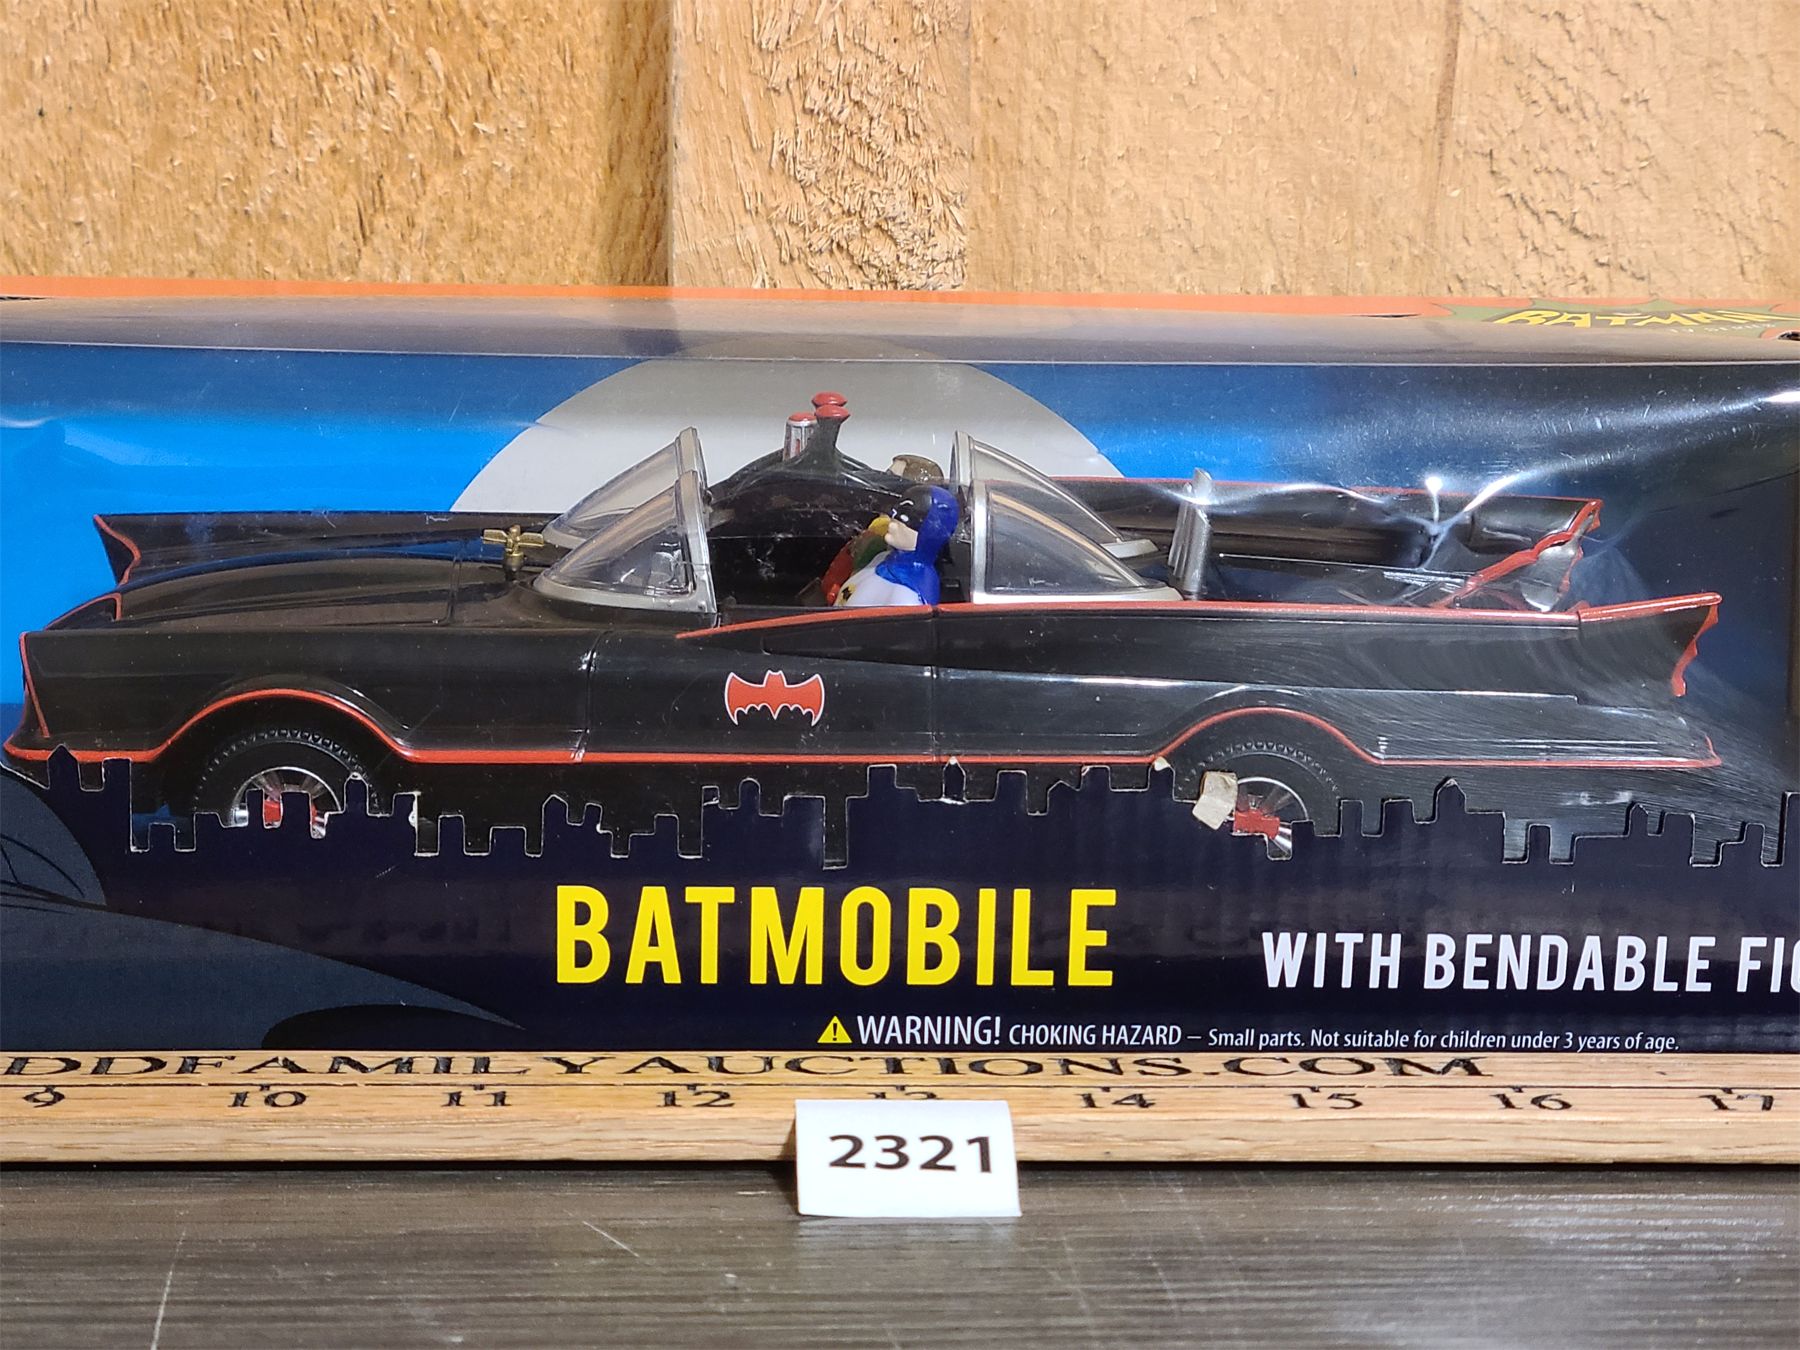 BATMAN
BATMOBILE
WITH BENDABLE
WARNING! CHOKING HAZARD – Small parts. Not suitable for children under 3 years of age.
DDFAMILYAUCTIONS.COM
9 10 11 12 13 14 15 16 17
2321